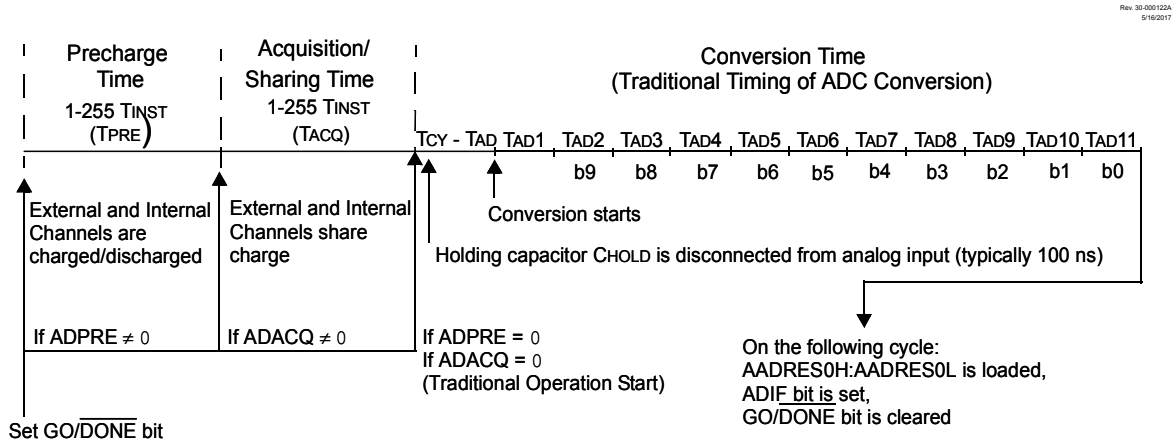 Rev. 30-000122A
5/16/2017
Precharge
Time
1-255 TINST
(TPRE)
Acquisition/
Sharing Time
1-255 TINST
(TACQ)
Conversion Time
(Traditional Timing of ADC Conversion)
TCY - TAD TAD1 TAD2 TAD3 TAD4 TAD5 TAD6 TAD7 TAD8 TAD9 TAD10 TAD11
b9 b8 b7 b6 b5 b4 b3 b2 b1 b0
External and Internal
Channels are
charged/discharged
External and Internal
Channels share
charge
Conversion starts
Holding capacitor CHOLD is disconnected from analog input (typically 100 ns)
If ADPRE ≠ 0
If ADACQ ≠ 0
If ADPRE = 0
If ADACQ = 0
(Traditional Operation Start)
On the following cycle:
AADRES0H:AADRES0L is loaded,
ADIF bit is set,
GO/DONE bit is cleared
Set GO/DONE bit